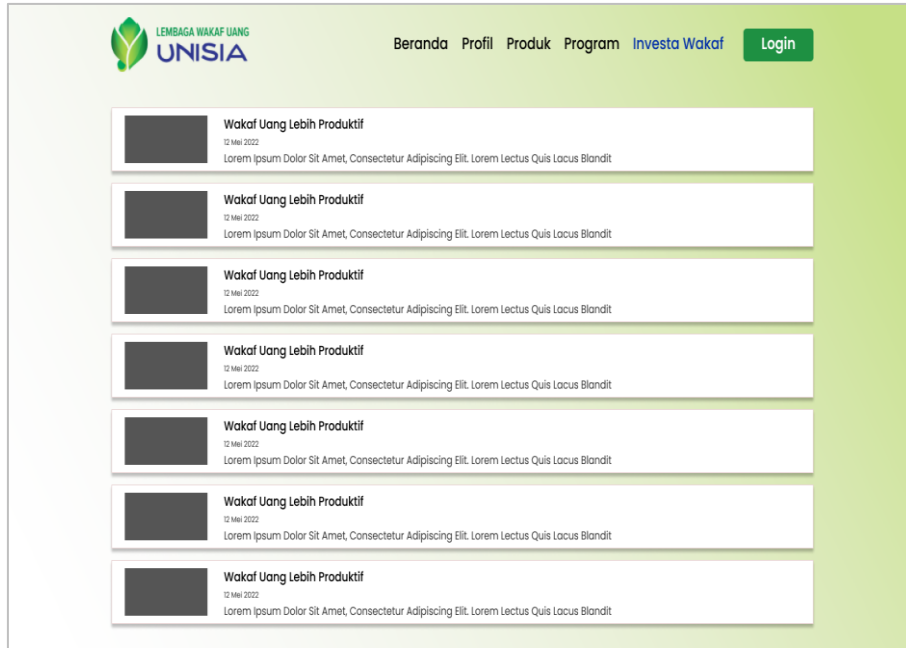 LEMBAGA WAKAF UANG
UNISIA
Beranda Profil Produk Program Investa Wakaf Login
Wakaf Uang Lebih Produktif
12 Mei 2022
Lorem Ipsum Dolor Sit Amet, Consectetur Adipiscing Elit. Lorem Lectus Quis Lacus Blandit
Wakaf Uang Lebih Produktif
12 Mei 2022
Lorem Ipsum Dolor Sit Amet, Consectetur Adipiscing Elit. Lorem Lectus Quis Lacus Blandit
Wakaf Uang Lebih Produktif
12 Mei 2022
Lorem Ipsum Dolor Sit Amet, Consectetur Adipiscing Elit. Lorem Lectus Quis Lacus Blandit
Wakaf Uang Lebih Produktif
12 Mei 2022
Lorem Ipsum Dolor Sit Amet, Consectetur Adipiscing Elit. Lorem Lectus Quis Lacus Blandit
Wakaf Uang Lebih Produktif
12 Mei 2022
Lorem Ipsum Dolor Sit Amet, Consectetur Adipiscing Elit. Lorem Lectus Quis Lacus Blandit
Wakaf Uang Lebih Produktif
12 Mei 2022
Lorem Ipsum Dolor Sit Amet, Consectetur Adipiscing Elit. Lorem Lectus Quis Lacus Blandit
Wakaf Uang Lebih Produktif
12 Mei 2022
Lorem Ipsum Dolor Sit Amet, Consectetur Adipiscing Elit. Lorem Lectus Quis Lacus Blandit